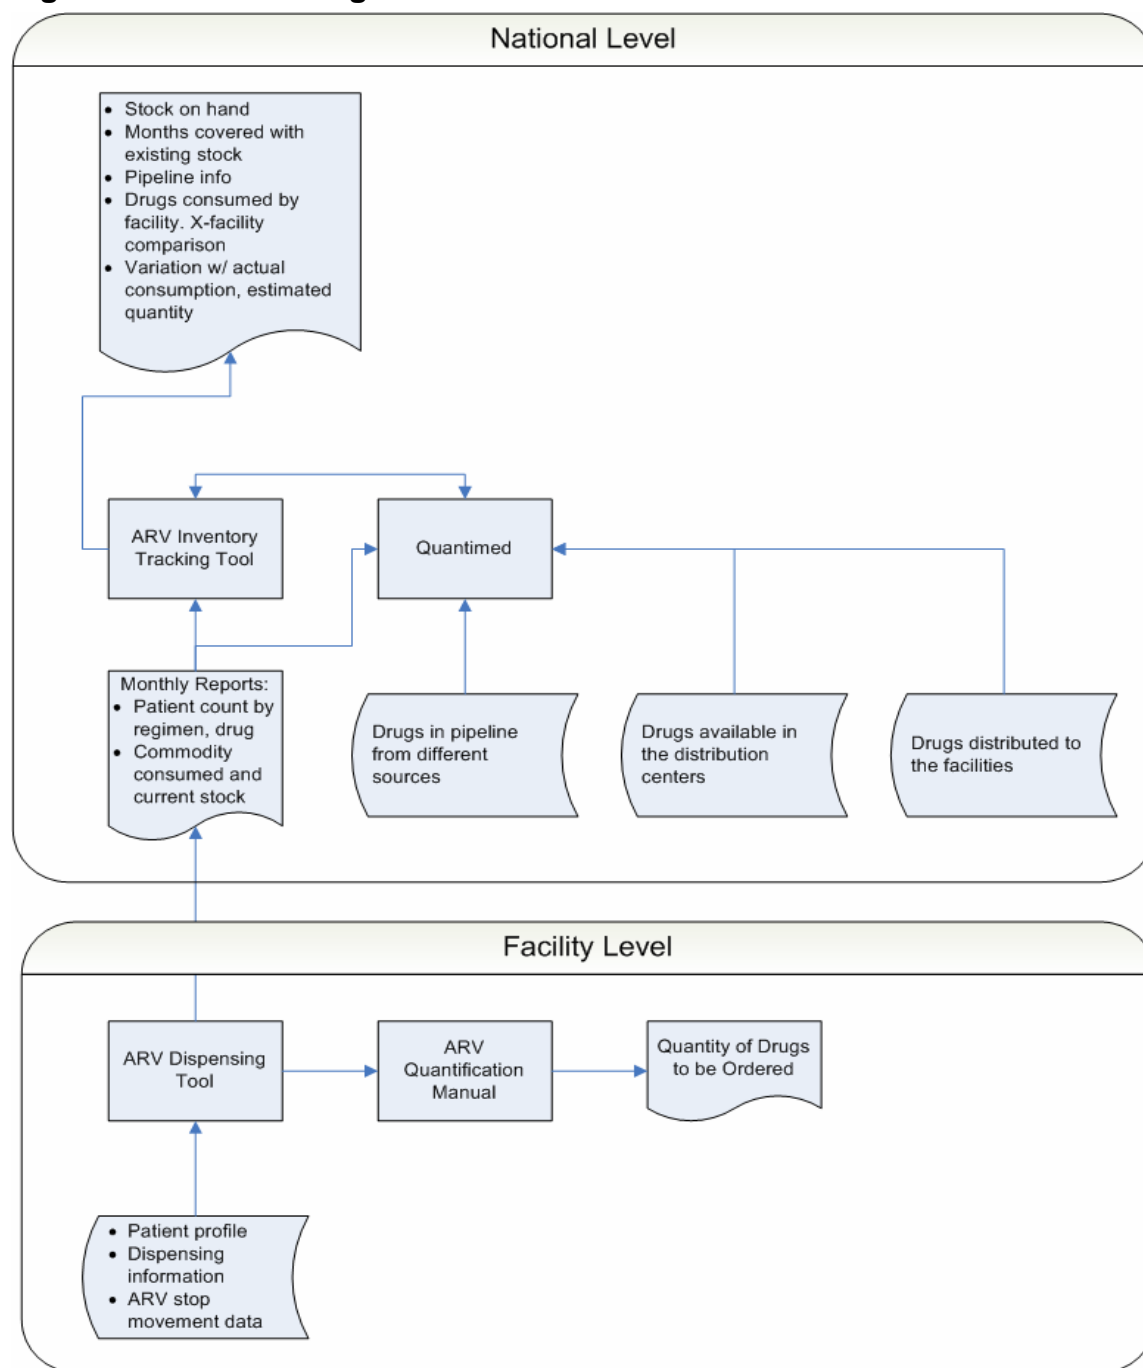 National Level
• Stock on hand
• Months covered with
existing stock
• Pipeline info
• Drugs consumed by
facility. X-facility
comparison
• Variation w/ actual
consumption, estimated
quantity
ARV Inventory
Tracking Tool
Quantimed
Monthly Reports:
• Patient count by
regimen, drug
• Commodity
consumed and
current stock
Drugs in pipeline
from different
sources
Drugs available in
the distribution
centers
Drugs distributed to
the facilities
Facility Level
ARV Dispensing
Tool
ARV
Quantification
Manual
Quantity of Drugs
to be Ordered
• Patient profile
• Dispensing
information
• ARV stop
movement data